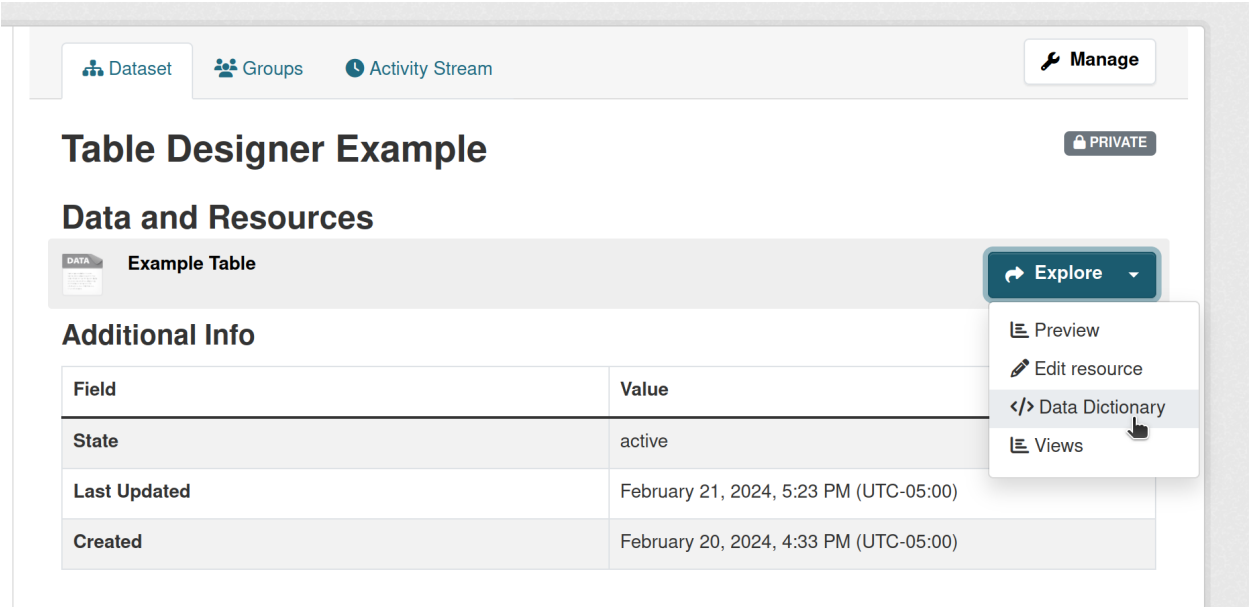 Dataset Groups Activity Stream Manage
Table Designer Example PRIVATE
Data and Resources
DATA Example Table Explore
Preview
Edit resource
</> Data Dictionary
Views
Additional Info
Field Value
State active
Last Updated February 21, 2024, 5:23 PM (UTC-05:00)
Created February 20, 2024, 4:33 PM (UTC-05:00)